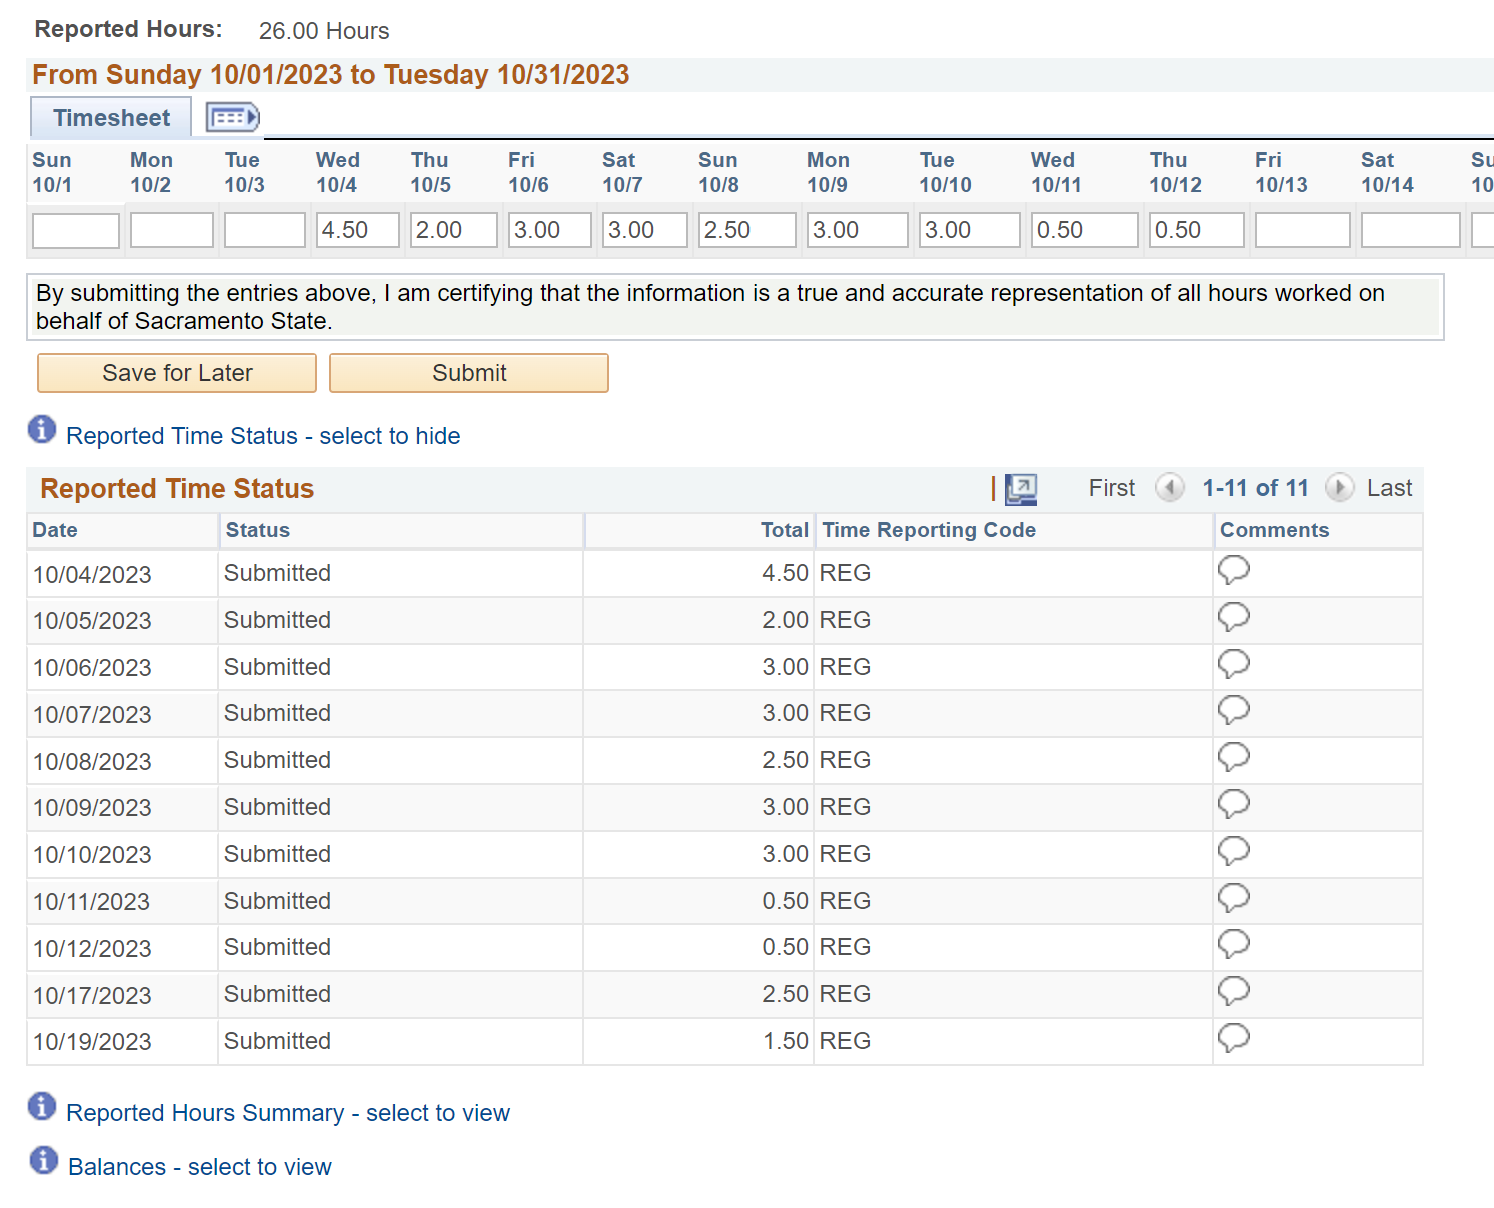 Reported Hours: 26.00 Hours
From Sunday 10/01/2023 to Tuesday 10/31/2023
Timesheet
Sun Mon Tue Wed Thu Fri Sat Sun Mon Tue Wed Thu Fri Sat
10/1 10/2 10/3 10/4 10/5 10/6 10/7 10/8 10/9 10/10 10/11 10/12 10/13 10/14
4.50 2.00 3.00 3.00 2.50 3.00 3.00 0.50 0.50
By submitting the entries above, I am certifying that the information is a true and accurate representation of all hours worked on
behalf of Sacramento State.
Save for Later Submit
Reported Time Status - select to hide
Reported Time Status | First 1-11 of 11 Last
Date Status Total Time Reporting Code Comments
10/04/2023 Submitted 4.50 REG
10/05/2023 Submitted 2.00 REG
10/06/2023 Submitted 3.00 REG
10/07/2023 Submitted 3.00 REG
10/08/2023 Submitted 2.50 REG
10/09/2023 Submitted 3.00 REG
10/10/2023 Submitted 3.00 REG
10/11/2023 Submitted 0.50 REG
10/12/2023 Submitted 0.50 REG
10/17/2023 Submitted 2.50 REG
10/19/2023 Submitted 1.50 REG
Reported Hours Summary - select to view
Balances - select to view